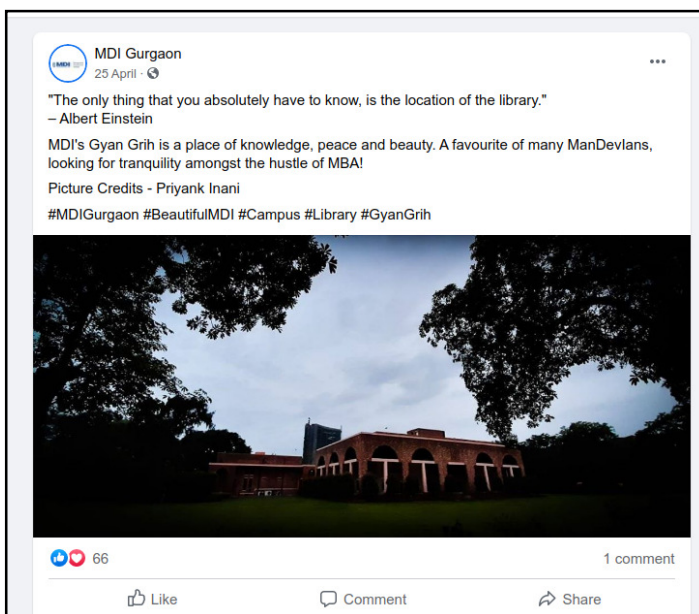 MDI Gurgaon
25 April ·
"The only thing that you absolutely have to know, is the location of the library."
– Albert Einstein
MDI's Gyan Grih is a place of knowledge, peace and beauty. A favourite of many ManDevIans,
looking for tranquility amongst the hustle of MBA!
Picture Credits - Priyank Inani
#MDIGurgaon #BeautifulMDI #Campus #Library #GyanGrih
66
1 comment
Like Comment Share